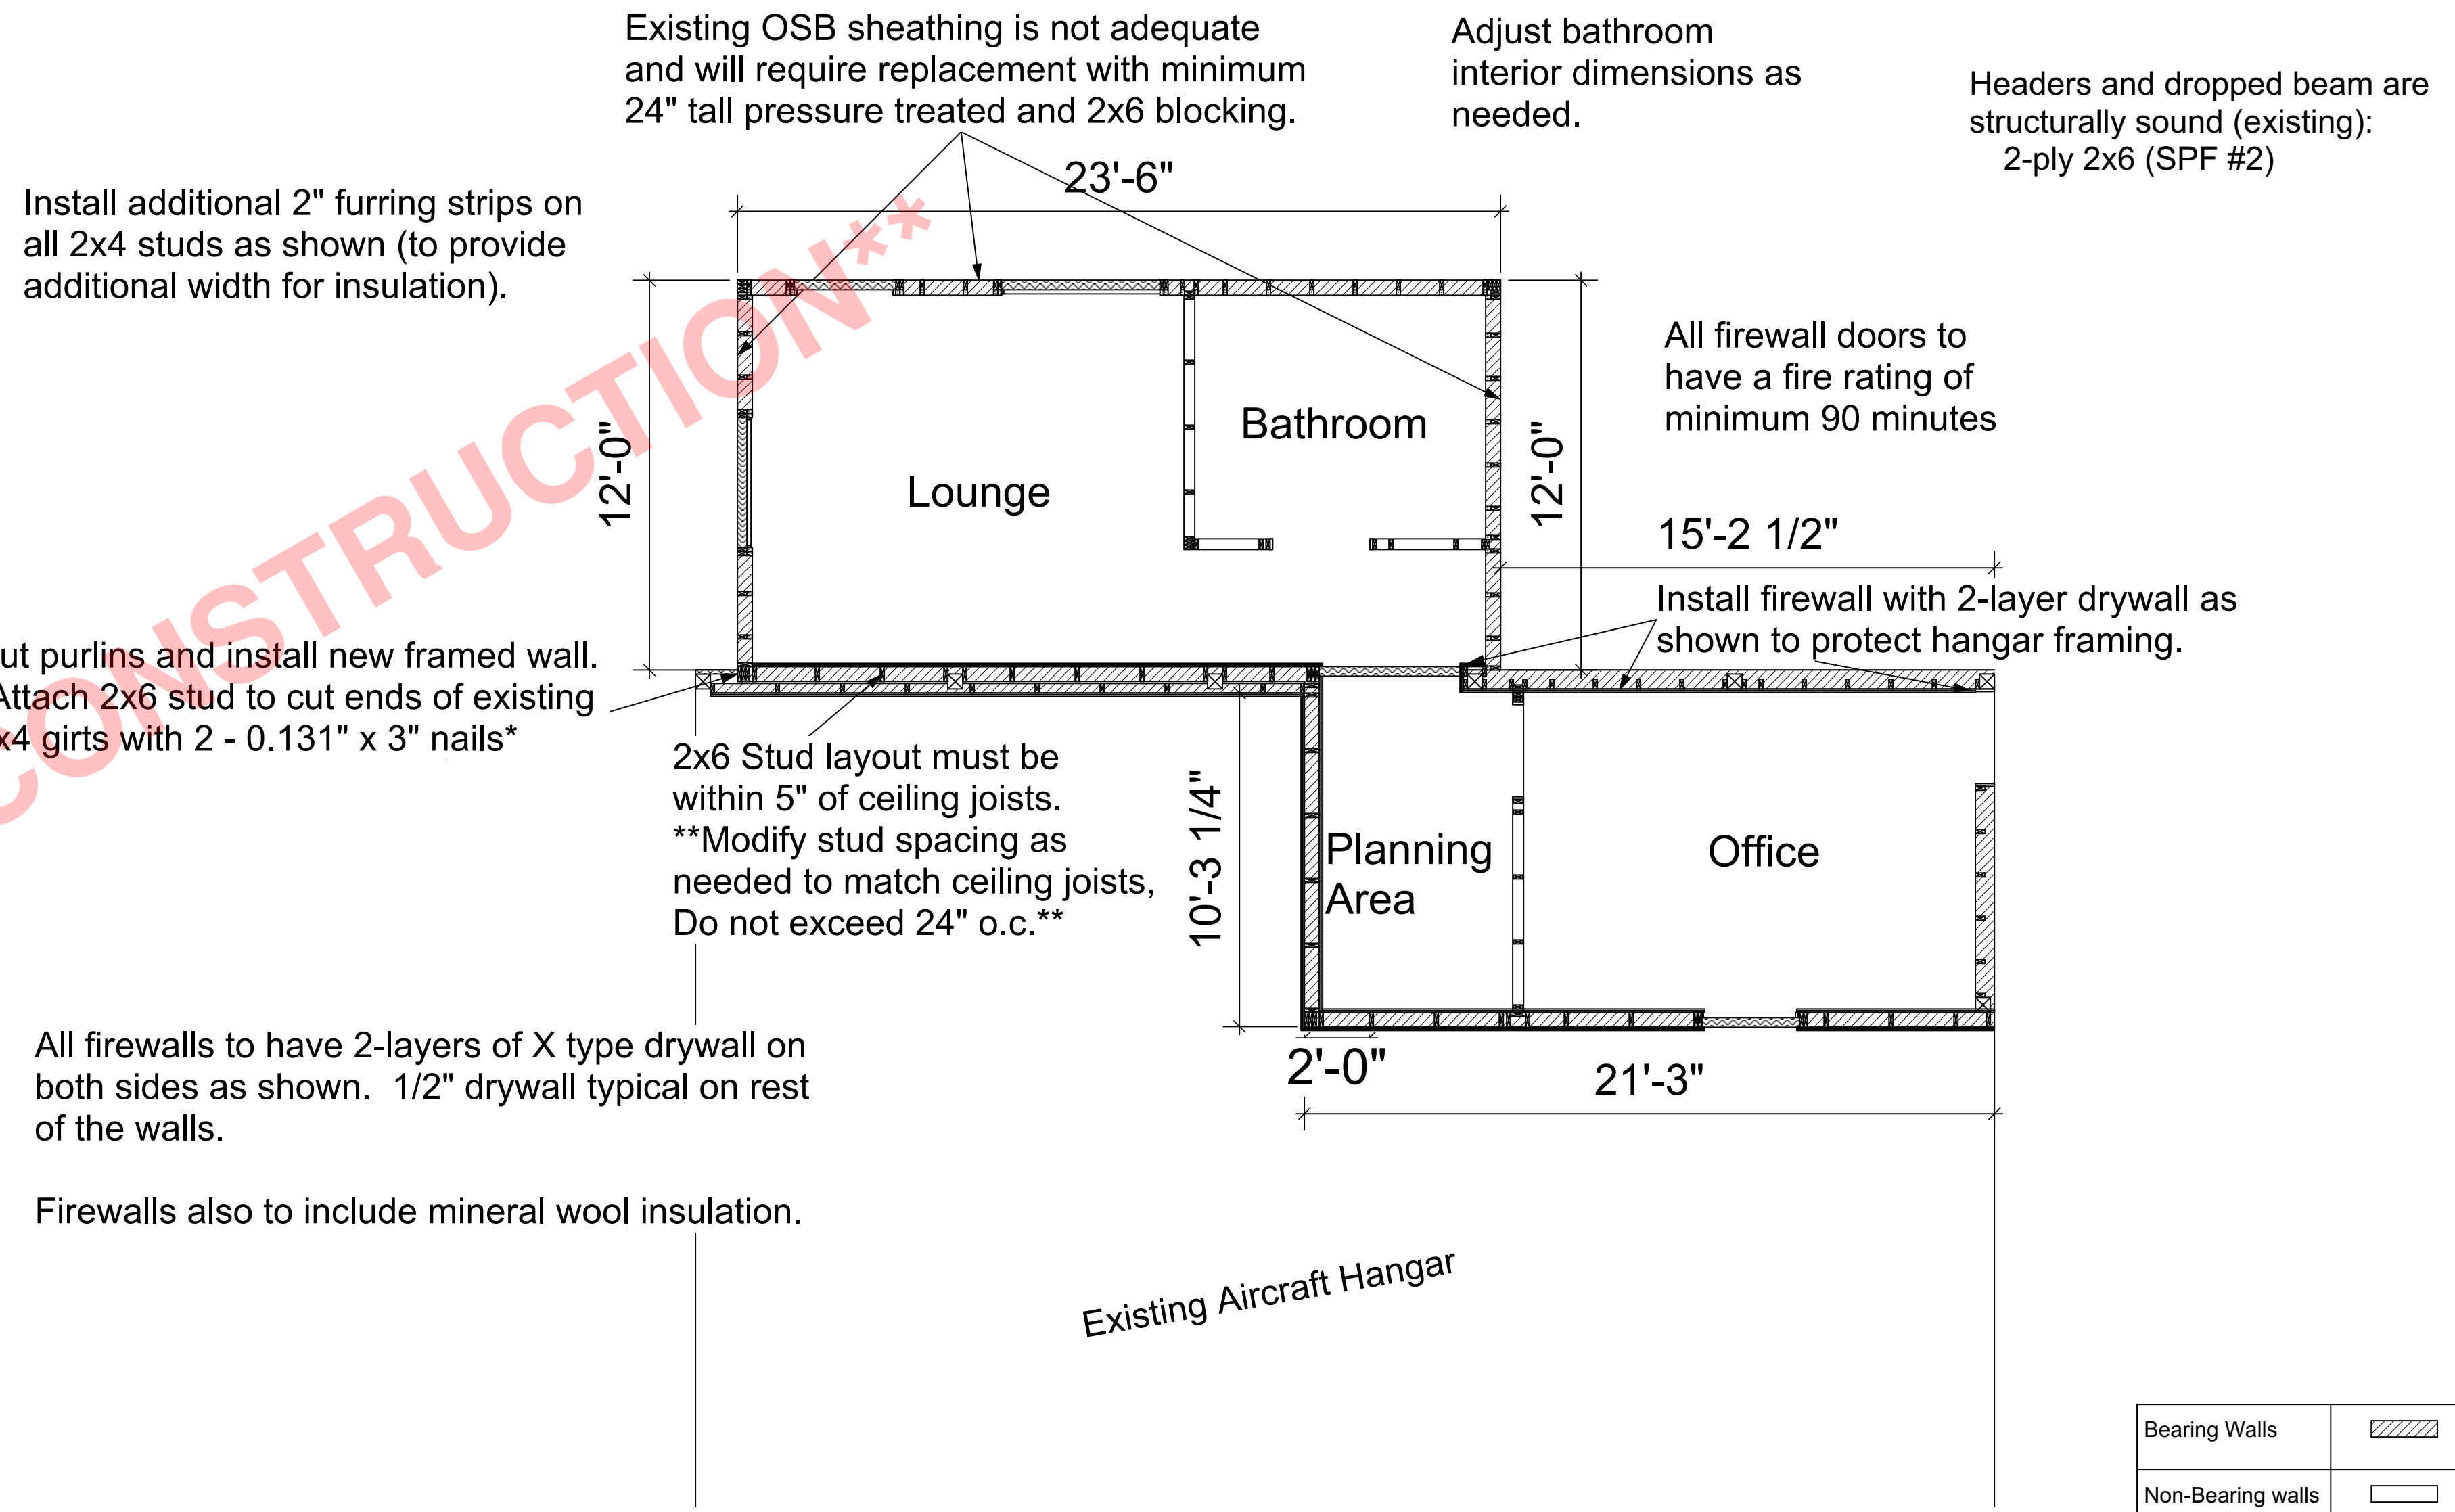 Existing OSB sheathing is not adequate
and will require replacement with minimum
24" tall pressure treated and 2x6 blocking.
Adjust bathroom
interior dimensions as
needed.
Headers and dropped beam are
structurally sound (existing):
2-ply 2x6 (SPF #2)
Install additional 2" furring strips on
all 2x4 studs as shown (to provide
additional width for insulation).
23'-6"
CONSTRUCTION**
All firewall doors to
have a fire rating of
minimum 90 minutes
12'-0"
Lounge
Bathroom
12'-0"
15'-2 1/2"
Install firewall with 2-layer drywall as
shown to protect hangar framing.
ut purlins and install new framed wall.
Attach 2x6 stud to cut ends of existing
x4 girts with 2 - 0.131" x 3" nails*
2x6 Stud layout must be
within 5" of ceiling joists.
**Modify stud spacing as
needed to match ceiling joists,
Do not exceed 24" o.c.**
10'-3 1/4"
Planning
Area
Office
2'-0"
21'-3"
All firewalls to have 2-layers of X type drywall on
both sides as shown.  1/2" drywall typical on rest
of the walls.
Firewalls also to include mineral wool insulation.
Existing Aircraft Hangar
Bearing Walls
Non-Bearing walls